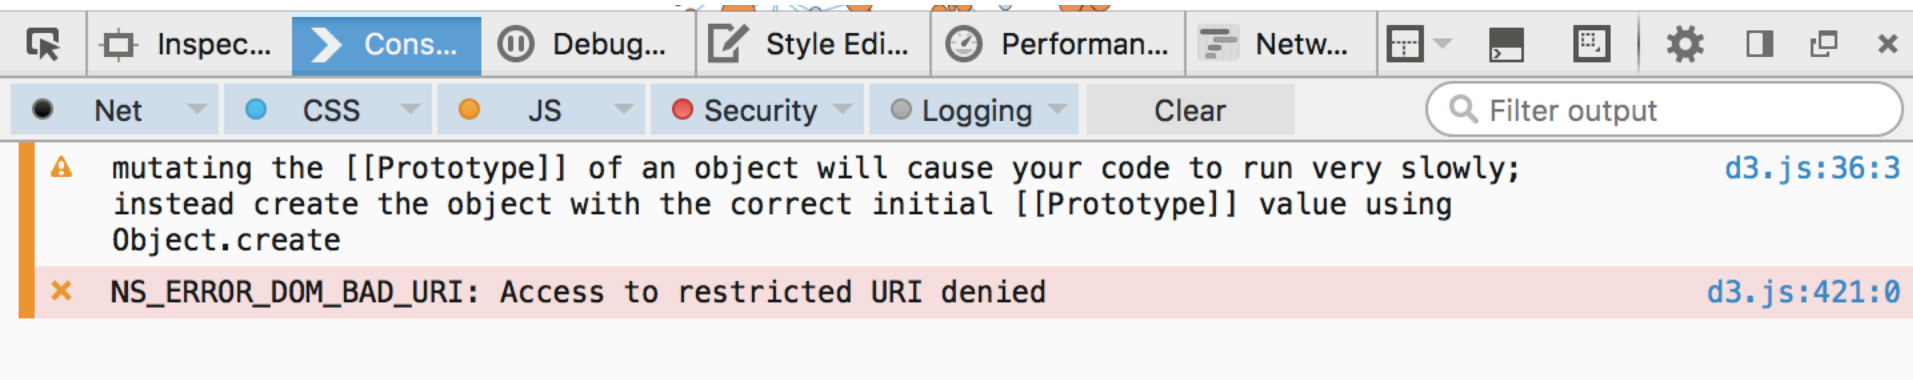 Inspec... Cons... Debug... Style Edi... Performan... Netw...
Net CSS JS Security Logging Clear Filter output
mutating the [[Prototype]] of an object will cause your code to run very slowly; d3.js:36:3
instead create the object with the correct initial [[Prototype]] value using
Object.create
NS_ERROR_DOM_BAD_URI: Access to restricted URI denied d3.js:421:0